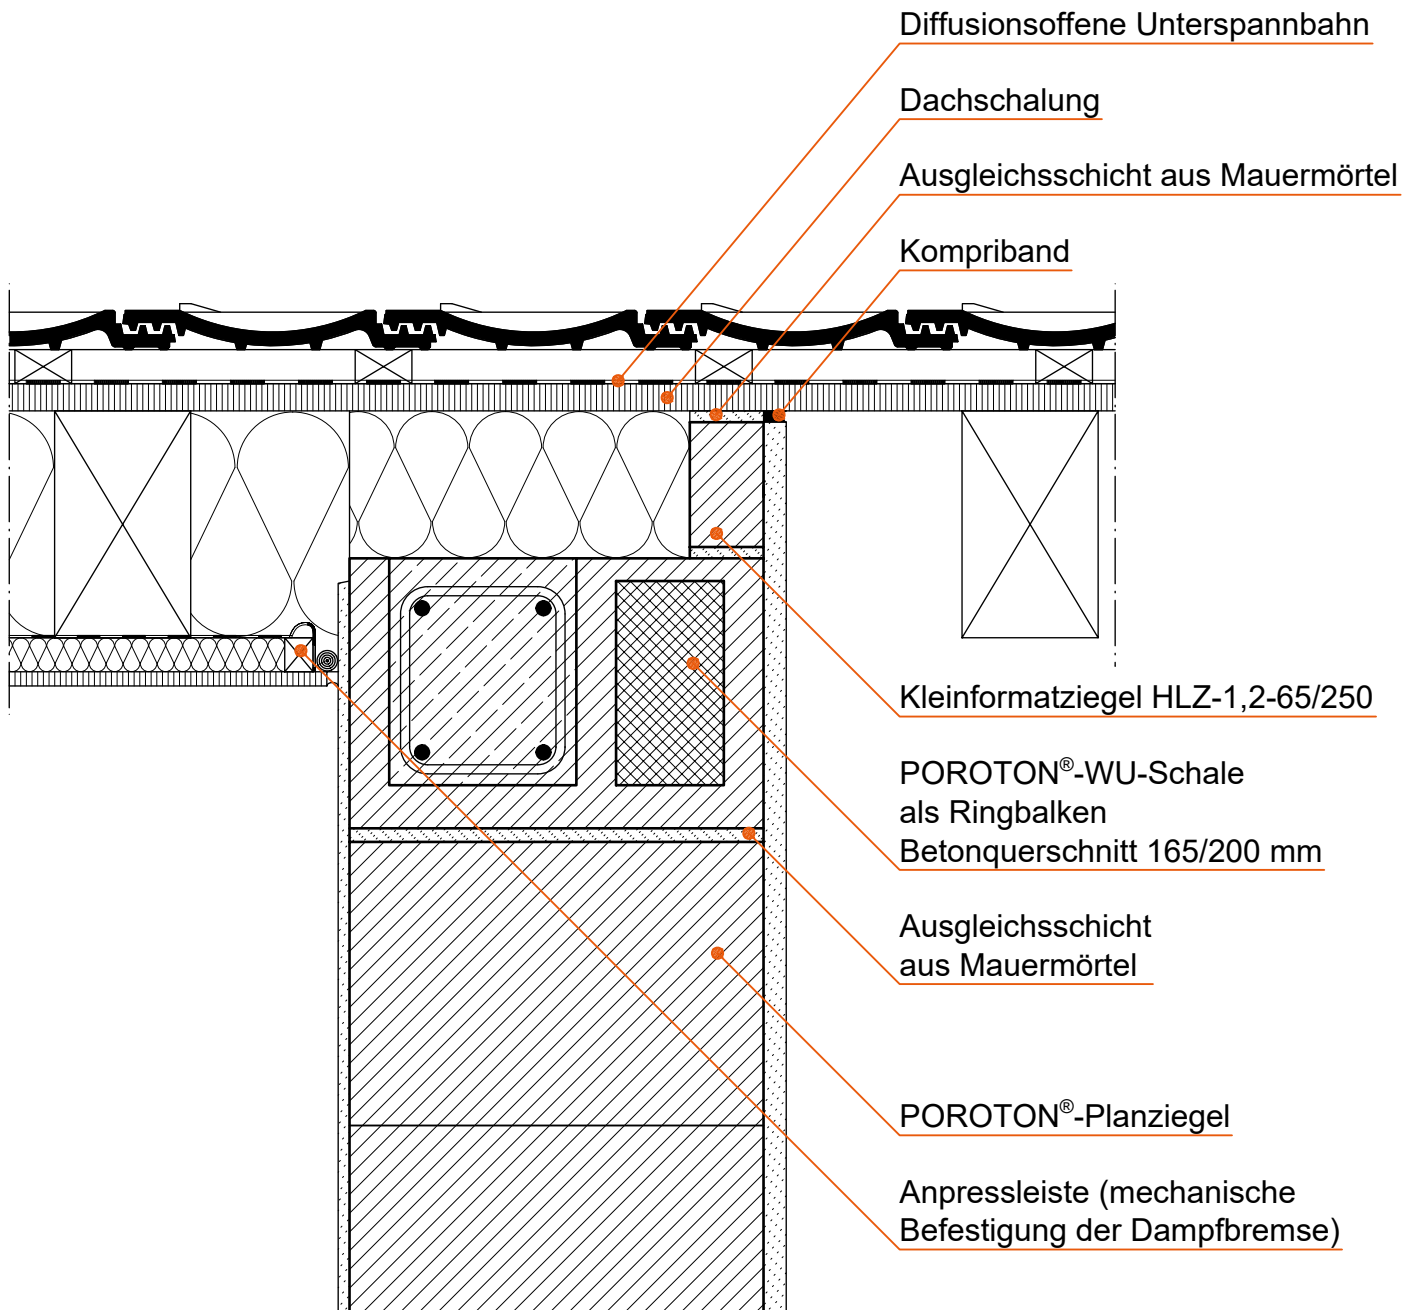 Diffusionsoffene Unterspannbahn
Dachschalung
Ausgleichsschicht aus Mauermörtel
Kompriband
Kleinformatziegel HLZ-1,2-65/250
POROTON®-WU-Schale
als Ringbalken
Betonquerschnitt 165/200 mm
Ausgleichsschicht
aus Mauermörtel
POROTON®-Planziegel
Anpressleiste (mechanische
Befestigung der Dampfbremse)